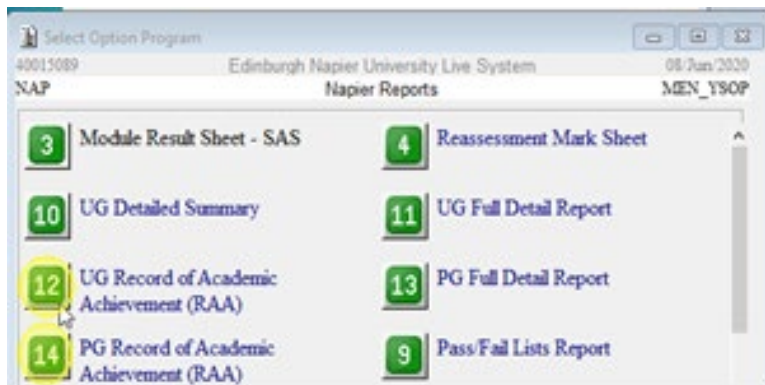 Select Option Program
40015089 Edinburgh Napier University Live System 08/Jun/2020
NAP Napier Reports MEN_YSOP
3 Module Result Sheet - SAS 4 Reassessment Mark Sheet
10 UG Detailed Summary 11 UG Full Detail Report
12 UG Record of Academic
Achievement (RAA)
13 PG Full Detail Report
14 PG Record of Academic
Achievement (RAA)
9 Pass/Fail Lists Report